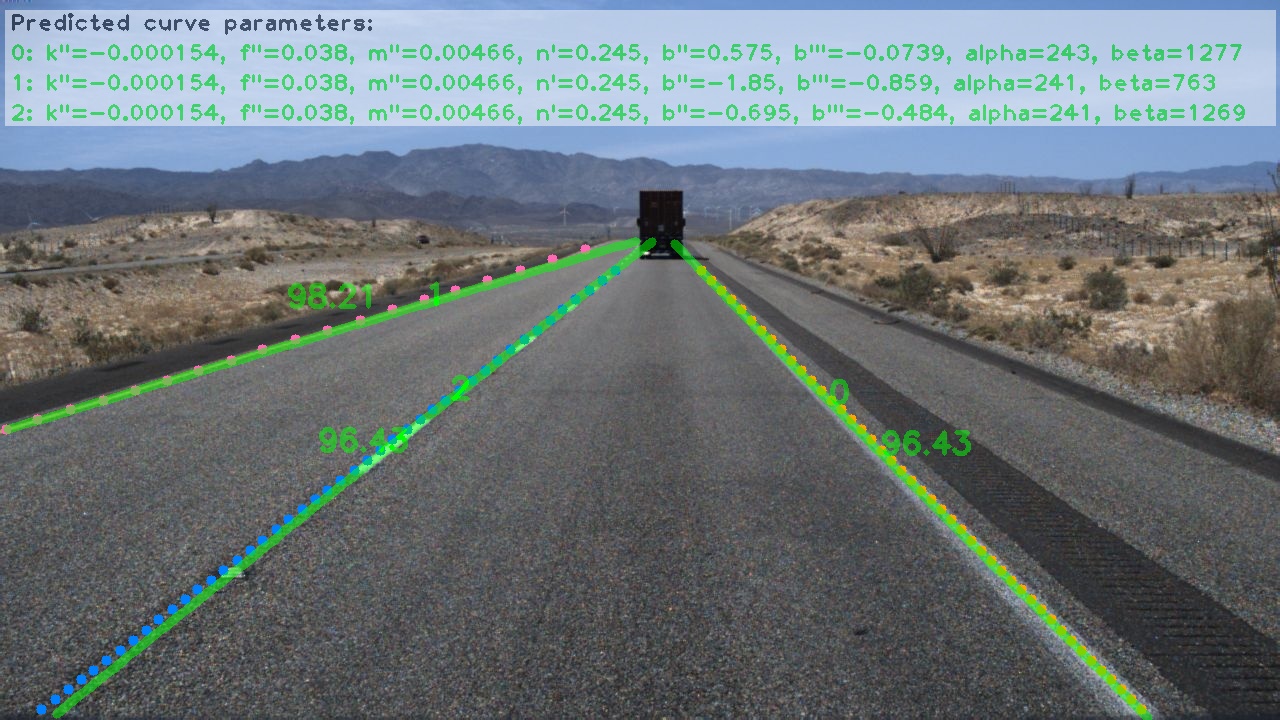 Predicted curve parameters:
0: k''=-0.000154, f''=0.038, m''=0.00466, n'=0.245, b''=0.575, b'''=-0.0739, alpha=243, beta=1277
1: k''=-0.000154, f''=0.038, m''=0.00466, n'=0.245, b''=-1.85, b'''=-0.859, alpha=241, beta=763
2: k''=-0.000154, f''=0.038, m''=0.00466, n'=0.245, b''=-0.695, b'''=-0.484, alpha=241, beta=1269
98.21 1
2 0
96.43 96.43